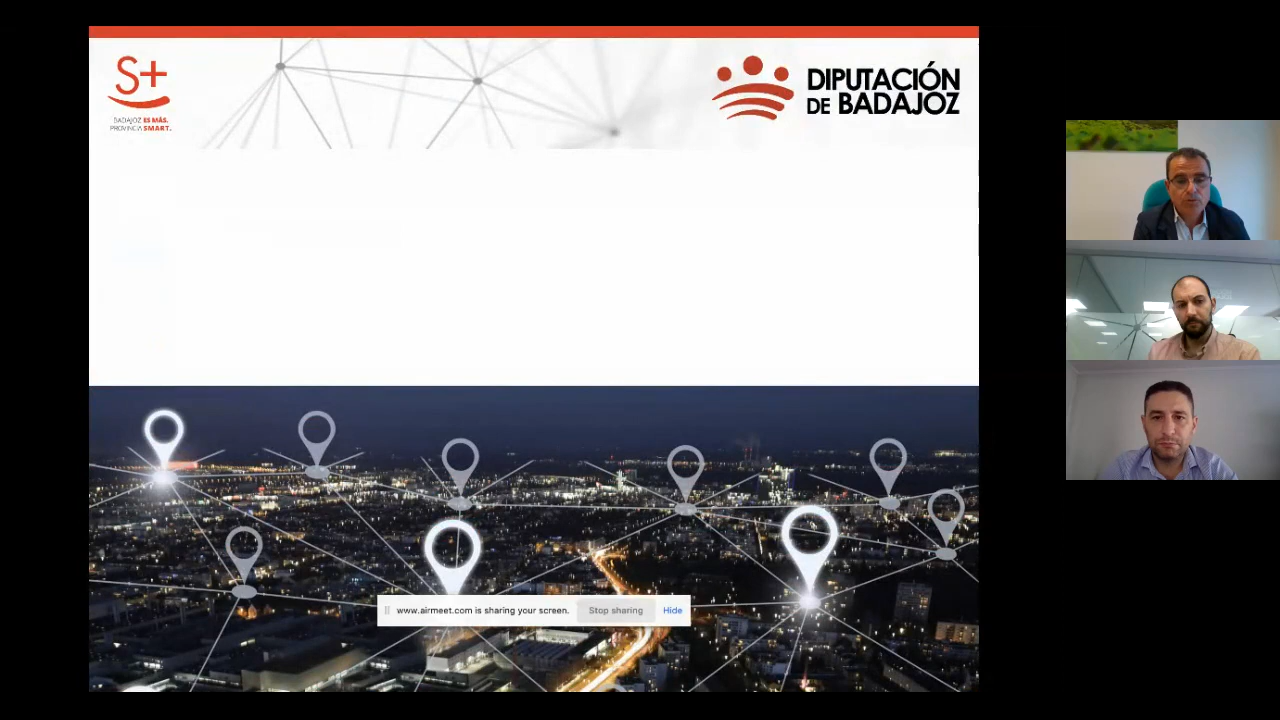 S+
BADAJOZ ES MÁS.
PROVINCIA SMART.
DIPUTACIÓN
DE BADAJOZ
www.airmeet.com is sharing your screen. Stop sharing Hide